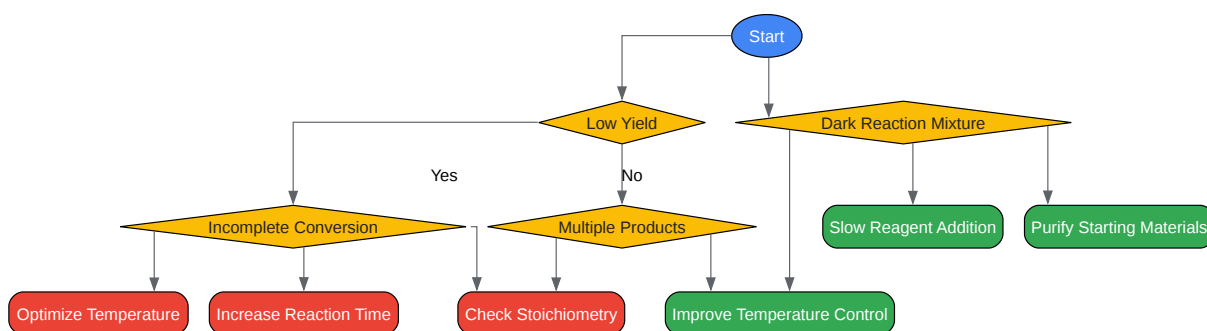 Start
Low Yield
Dark Reaction Mixture
Yes
No
Incomplete Conversion
Multiple Products
Slow Reagent Addition
Purify Starting Materials
Optimize Temperature
Increase Reaction Time
Check Stoichiometry
Improve Temperature Control